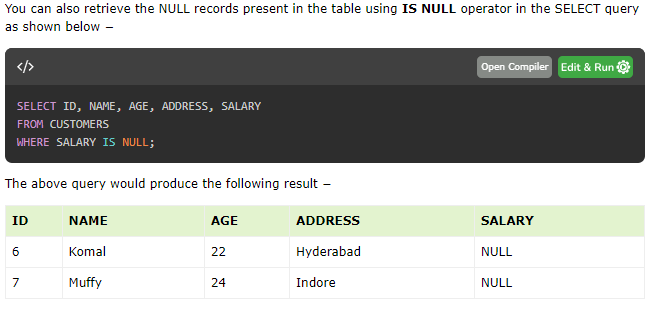 You can also retrieve the NULL records present in the table using IS NULL operator in the SELECT query
as shown below −
</> Open Compiler Edit & Run
SELECT ID, NAME, AGE, ADDRESS, SALARY
FROM CUSTOMERS
WHERE SALARY IS NULL;
The above query would produce the following result −
ID NAME AGE ADDRESS SALARY
6 Komal 22 Hyderabad NULL
7 Muffy 24 Indore NULL